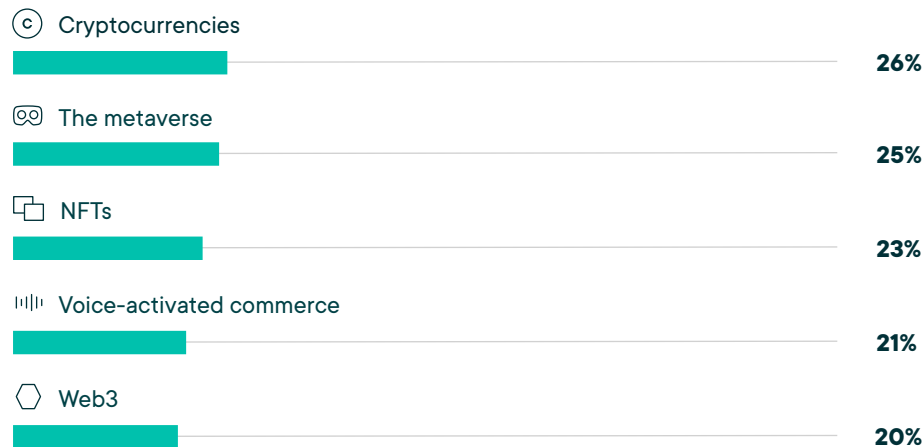 Cryptocurrencies
26%
The metaverse
25%
NFTs
23%
Voice-activated commerce
21%
Web3
20%